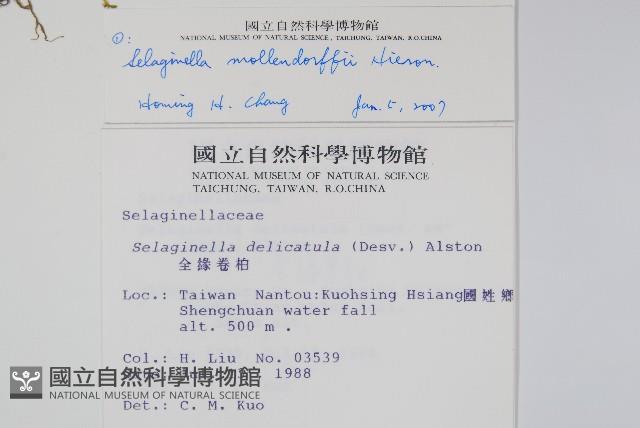 國立自然科學博物館
NATIONAL MUSEUM OF NATURAL SCIENCE, TAICHUNG, TAIWAN, R.O.CHINA
①:
Selaginella mollendorffii Hieron.
Homing H. Chang Jan. 5, 2007
國立自然科學博物館
NATIONAL MUSEUM OF NATURAL SCIENCE
TAICHUNG, TAIWAN, R.O.CHINA
Selaginellaceae
Selaginella delicatula (Desv.) Alston
全緣卷柏
Loc.: Taiwan Nantou:Kuohsing Hsiang國姓鄉
Shengchuan water fall
alt. 500 m .
Col.: H. Liu No. 03539
1988
Det.: C. M. Kuo
國立自然科學博物館
NATIONAL MUSEUM OF NATURAL SCIENCE